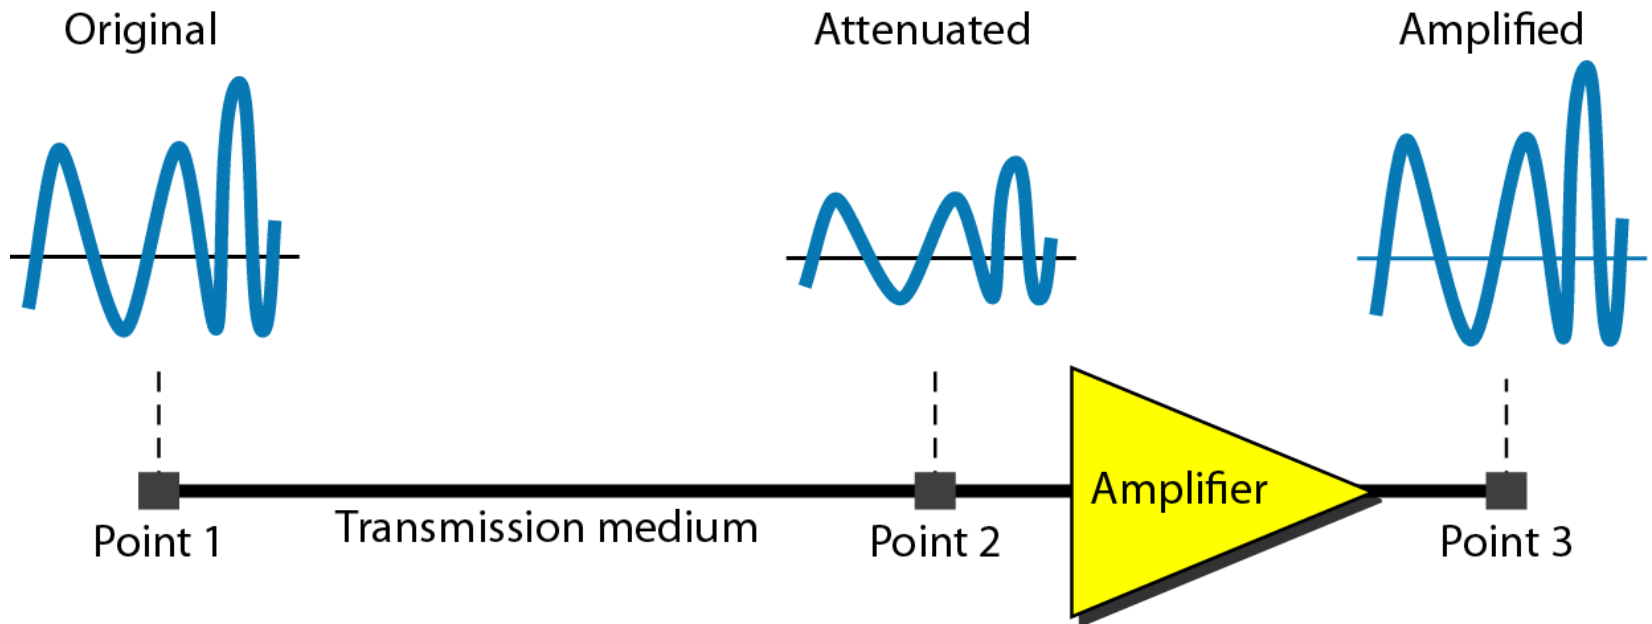 Original
Attenuated
Amplified
Amplifier
Transmission medium
Point 1
Point 2
Point 3